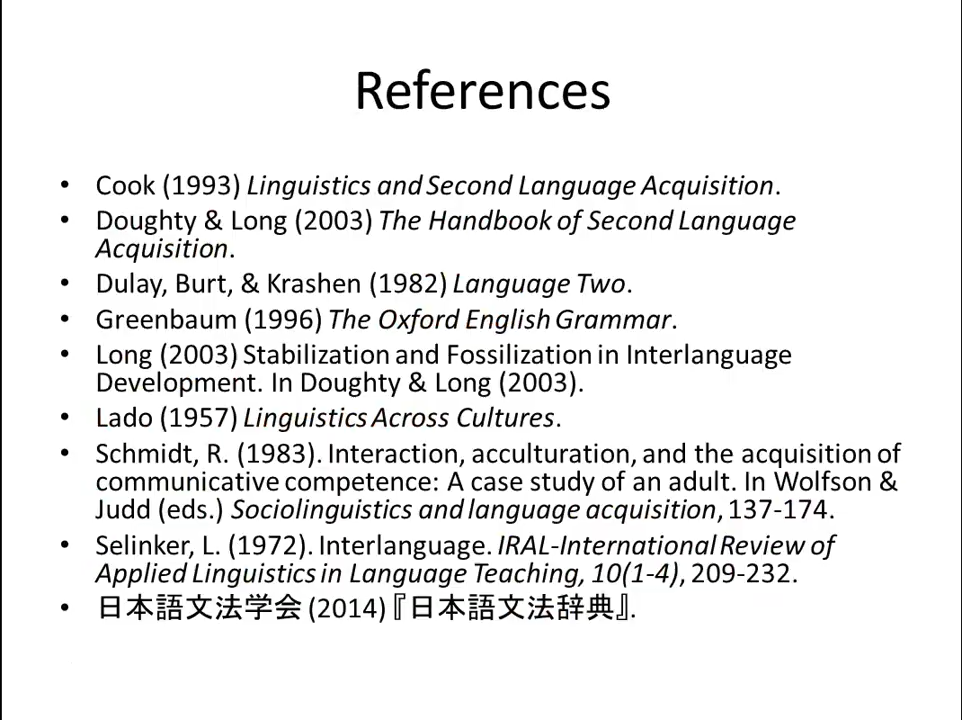 References
• Cook (1993) Linguistics and Second Language Acquisition.
• Doughty & Long (2003) The Handbook of Second Language
Acquisition.
• Dulay, Burt, & Krashen (1982) Language Two.
• Greenbaum (1996) The Oxford English Grammar.
• Long (2003) Stabilization and Fossilization in Interlanguage
Development. In Doughty & Long (2003).
• Lado (1957) Linguistics Across Cultures.
• Schmidt, R. (1983). Interaction, acculturation, and the acquisition of
communicative competence: A case study of an adult. In Wolfson &
Judd (eds.) Sociolinguistics and language acquisition, 137-174.
• Selinker, L. (1972). Interlanguage. IRAL-International Review of
Applied Linguistics in Language Teaching, 10(1-4), 209-232.
• 日本語文法学会 (2014)『日本語文法辞典』.